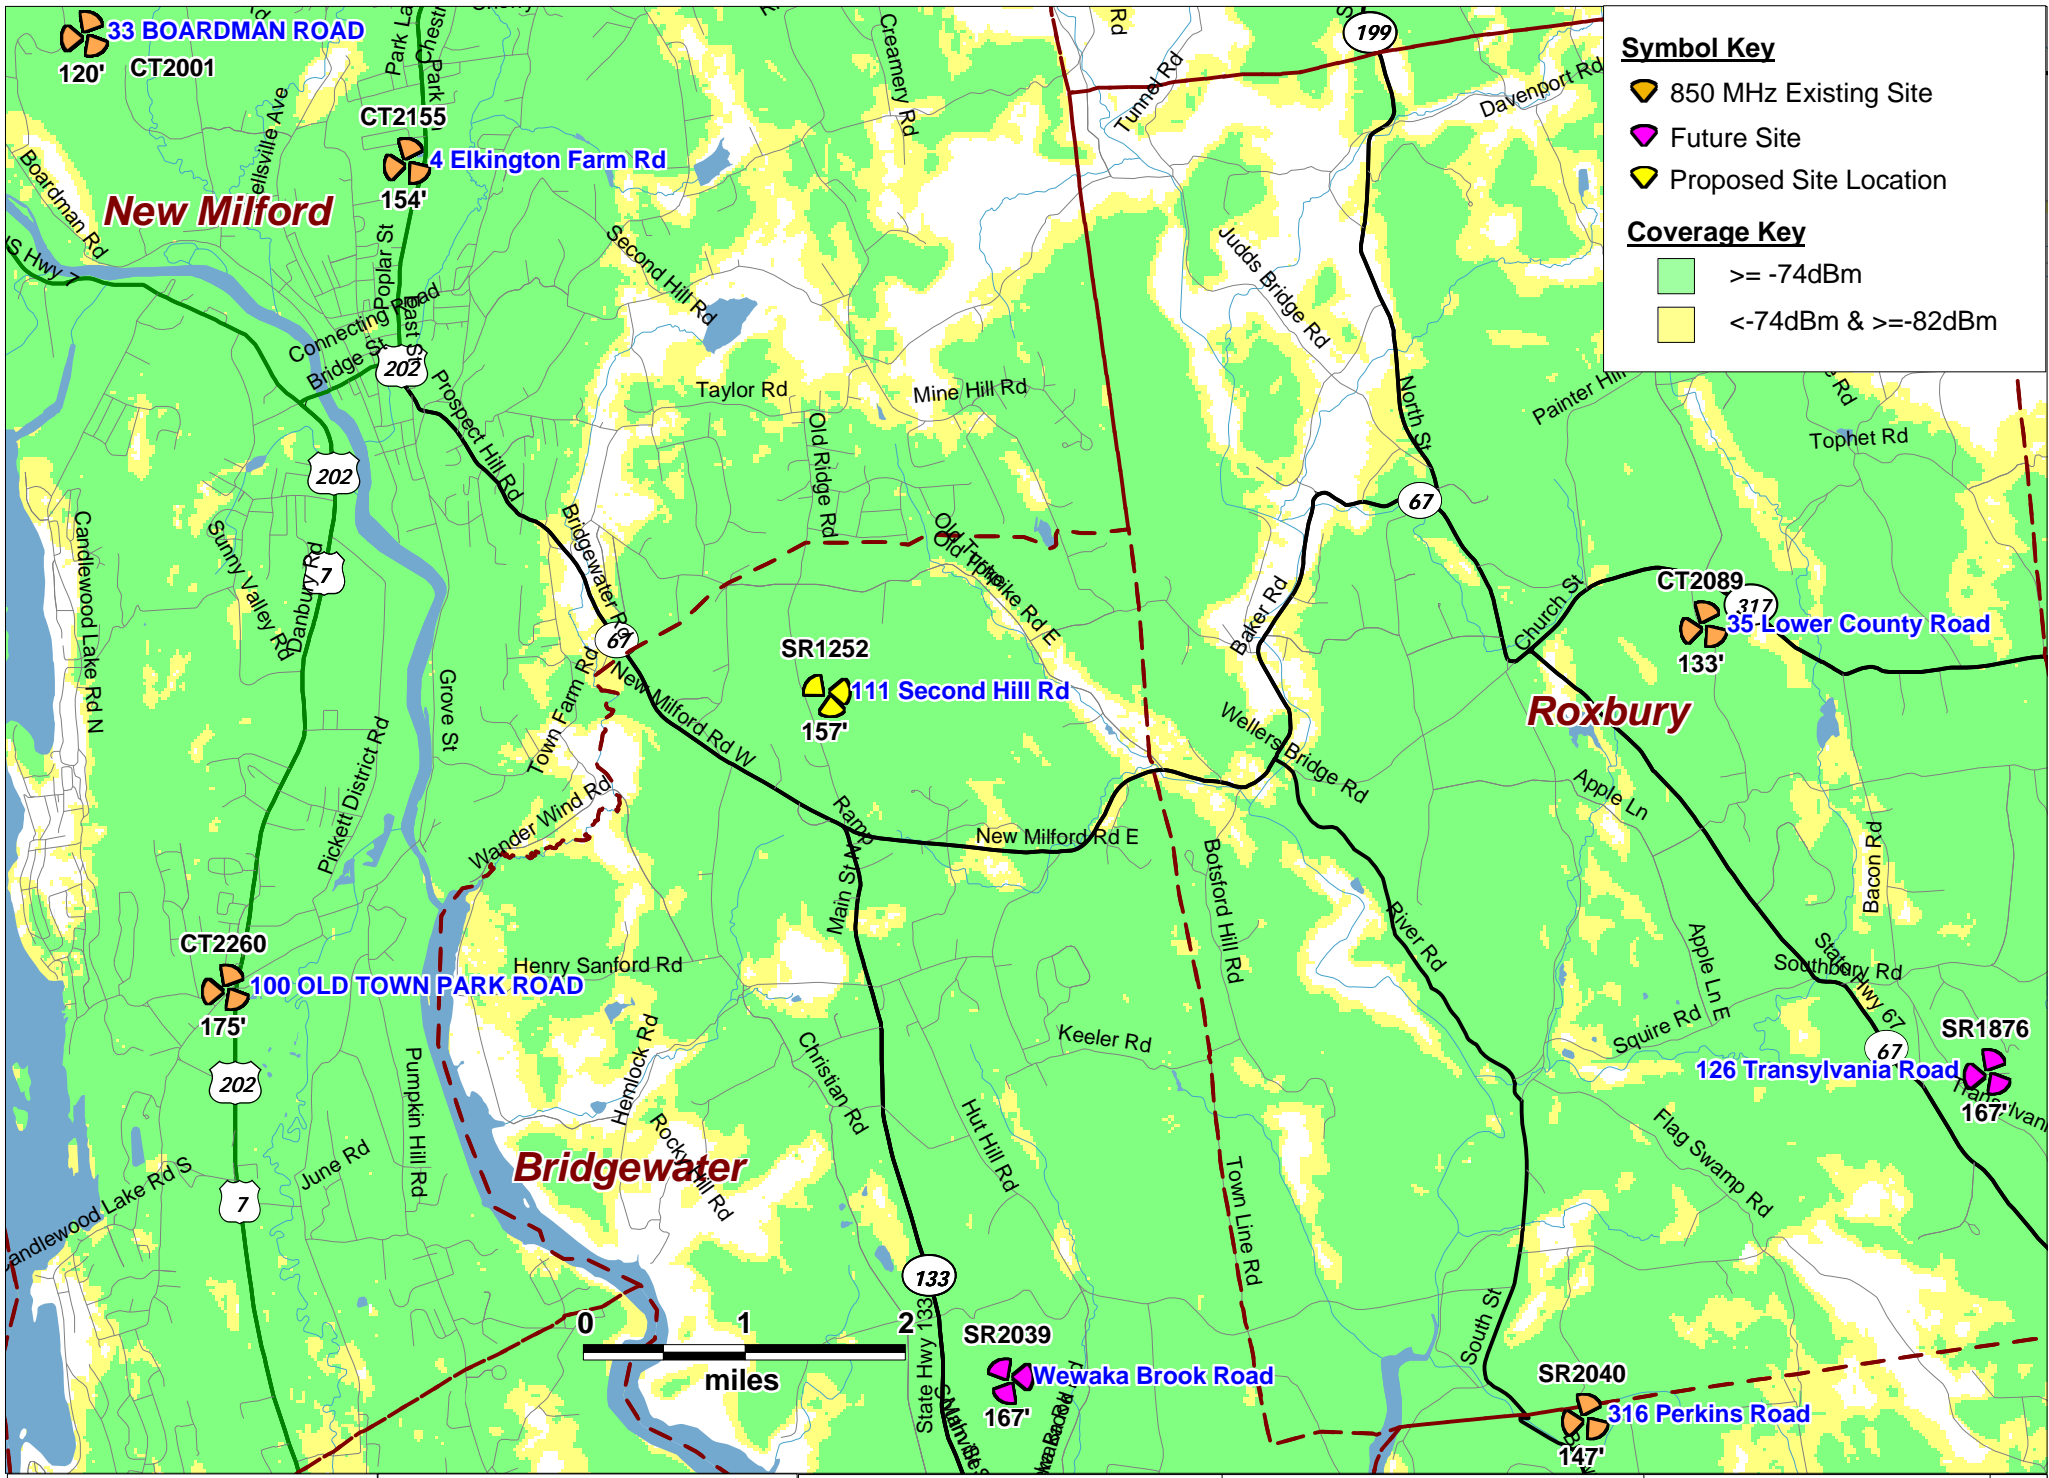 33 BOARDMAN ROAD
120'
CT2001
CT2155
4 Elkington Farm Rd
154'
New Milford
Boardman Rd
Creamery Rd
Park
Rd
Tunnel Rd
199
Davenport Rd
Symbol Key
850 MHz Existing Site
Future Site
Proposed Site Location
Coverage Key
>= -74dBm
<-74dBm & >=-82dBm
Poplar St
Connecting Road
East St
Bridge St
202
Second Hill Rd
Judds Bridge Rd
Taylor Rd
Mine Hill Rd
Old Ridge Rd
Prospect Hill Rd
North St
Painter Hill
Tophet Rd
202
67
Candlewood Lake Rd N
Sunny Valley Rd
Danbury Rd
7
Bridgewater Rd
67
Old Turnpike Rd E
Baker Rd
Church St
CT2089
317
35 Lower County Road
133'
SR1252
111 Second Hill Rd
157'
Roxbury
Grove St
Town Farm Rd
New Milford Rd W
Wellers Bridge Rd
Pickett District Rd
Wander Wind Rd
Ramp
New Milford Rd E
Apple Ln
Main St
Botsford Hill Rd
Bacon Rd
River Rd
CT2260
100 OLD TOWN PARK ROAD
175'
Henry Sanford Rd
Apple Ln E
Southbury Rd
State Hwy 67
Squire Rd
67
SR1876
126 Transylvania Road
167'
Keeler Rd
Christian Rd
Hemlock Rd
Rocky Hill Rd
Hut Hill Rd
Flag Swamp Rd
202
Pumpkin Hill Rd
June Rd
7
Bridgewater
Candlewood Lake Rd S
Town Line Rd
133
0 1 2
miles
State Hwy 133
SR2039
Wewaka Brook Road
167'
South St
SR2040
316 Perkins Road
147'